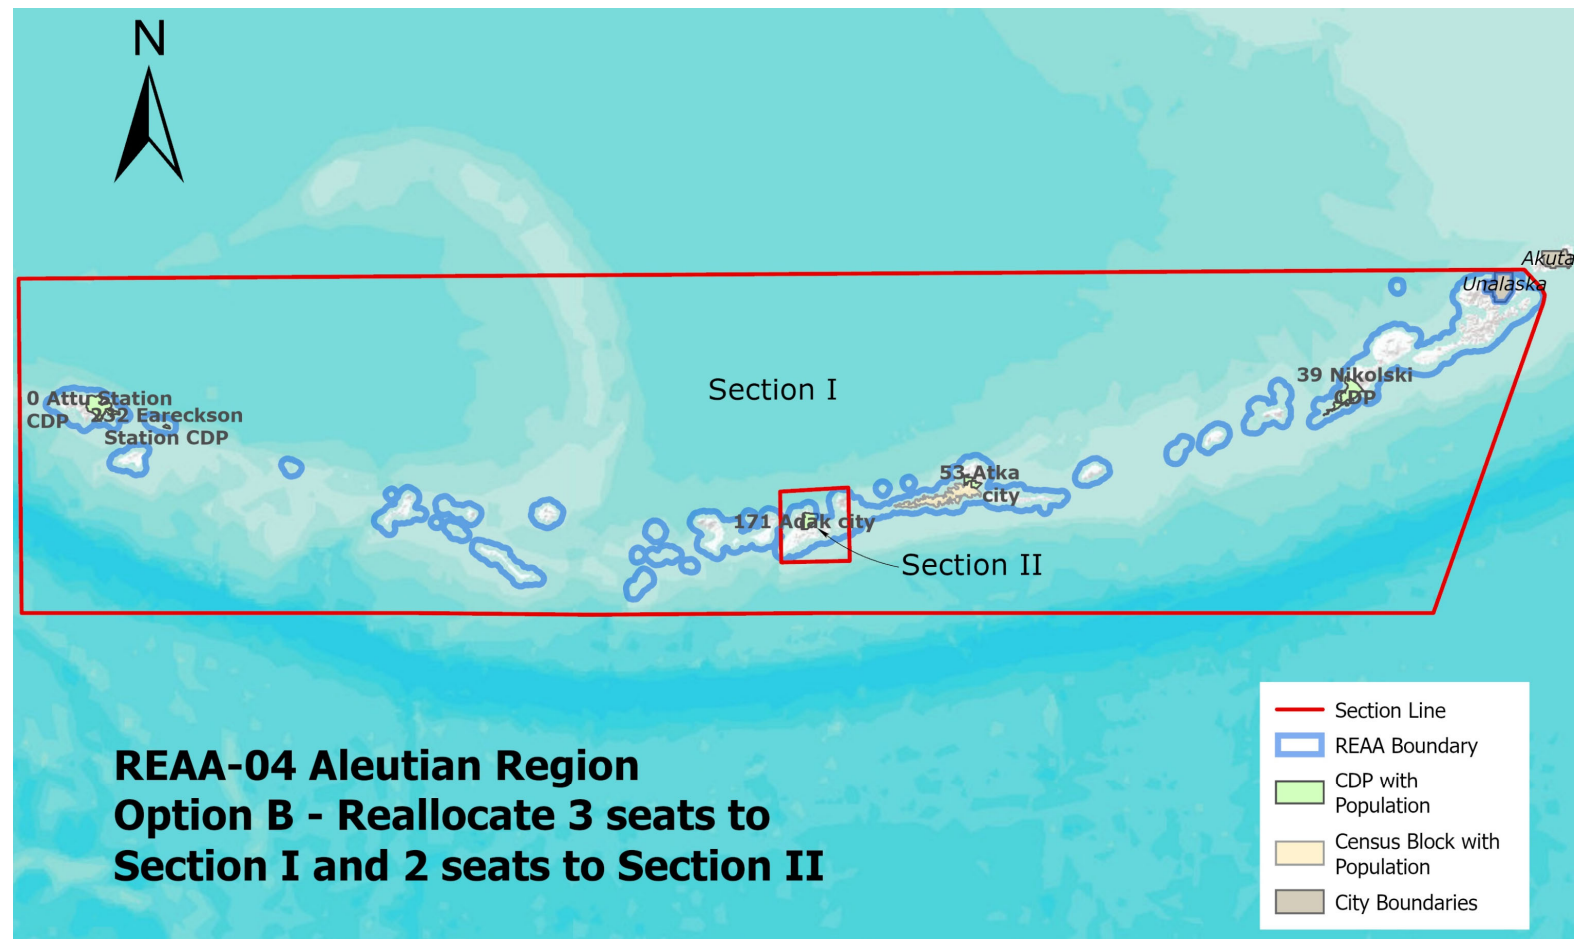 N
Akuta
Unalaska
39 Nikolski
CDP
Section I
0 Attu Station
CDP
232 Eareckson
Station CDP
53 Atka
city
171 Adak city
Section II
REAA-04 Aleutian Region
Option B - Reallocate 3 seats to
Section I and 2 seats to Section II
Section Line
REAA Boundary
CDP with
Population
Census Block with
Population
City Boundaries